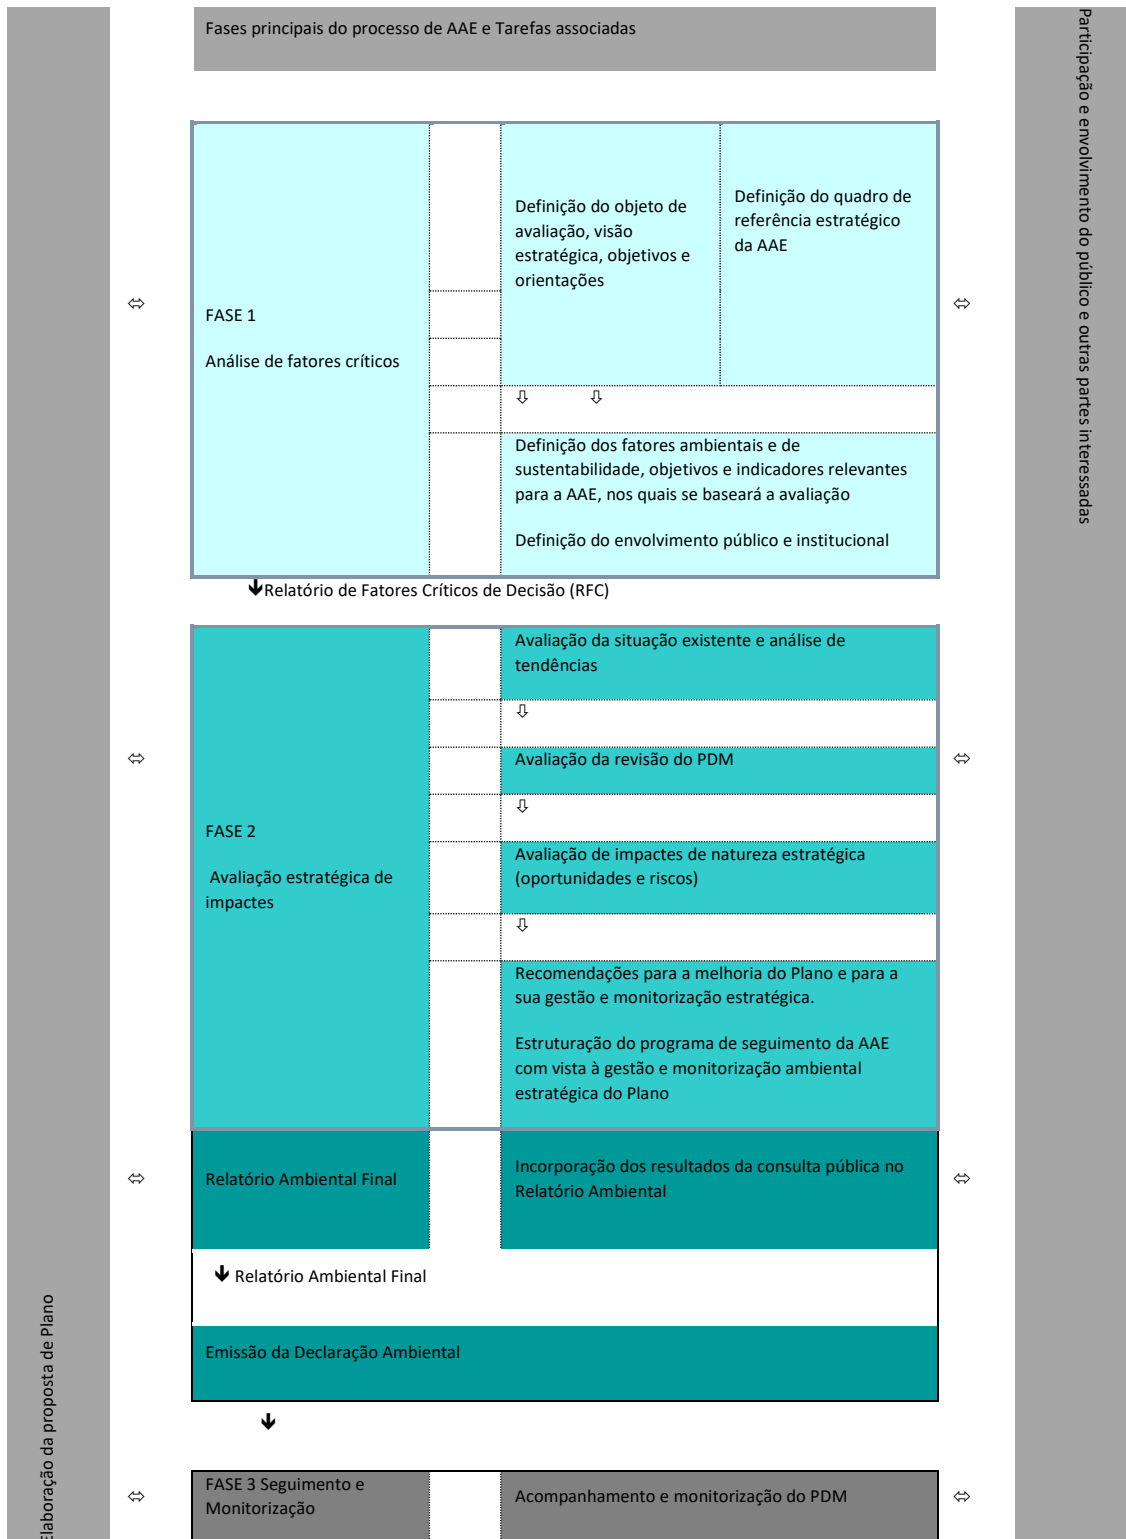 Fases principais do processo de AAE e Tarefas associadas
Participação e envolvimento do público e outras partes interessadas
FASE 1
Análise de fatores críticos
Definição do objeto de
avaliação, visão
estratégica, objetivos e
orientações
Definição do quadro de
referência estratégico
da AAE
⇔
⇔
⇩ ⇩
Definição dos fatores ambientais e de
sustentabilidade, objetivos e indicadores relevantes
para a AAE, nos quais se baseará a avaliação
Definição do envolvimento público e institucional
🡻Relatório de Fatores Críticos de Decisão (RFC)
FASE 2
Avaliação estratégica de
impactes
Avaliação da situação existente e análise de
tendências
⇩
⇔
Avaliação da revisão do PDM
⇔
⇩
Avaliação de impactes de natureza estratégica
(oportunidades e riscos)
⇩
Recomendações para a melhoria do Plano e para a
sua gestão e monitorização estratégica.
Estruturação do programa de seguimento da AAE
com vista à gestão e monitorização ambiental
estratégica do Plano
⇔
Relatório Ambiental Final
Incorporação dos resultados da consulta pública no
Relatório Ambiental
⇔
🡻 Relatório Ambiental Final
Emissão da Declaração Ambiental
🡻
⇔
FASE 3 Seguimento e
Monitorização
Acompanhamento e monitorização do PDM
⇔
Elaboração da proposta de Plano